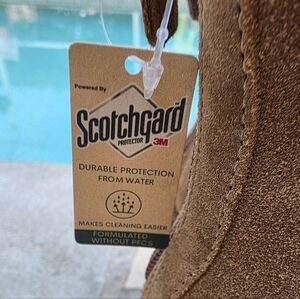 Powered By
Scotchgard
PROTECTOR 3M
DURABLE PROTECTION
FROM WATER
MAKES CLEANING EASIER
FORMULATED
WITHOUT PFCS